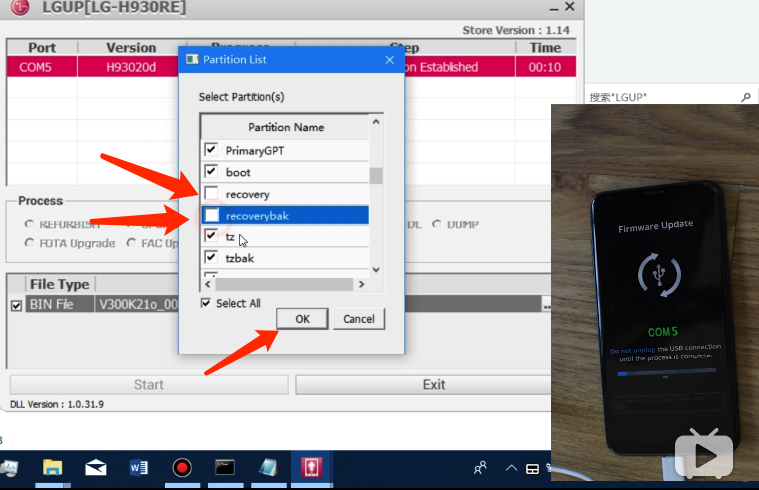 LGUP[LG-H930RE]
Store Version : 1.14
Port Version Progress Step Time
COM5 H93020d on Established 00:10
Partition List
Select Partition(s)
Partition Name
PrimaryGPT
boot
recovery
recoverybak
tz
tzbak
Select All
OK Cancel
Process
REFURBISH DL DUMP
FOTA Upgrade FAC Up
File Type
BIN File V300K21o_00
Start Exit
DLL Version : 1.0.31.9
搜索"LGUP"
Firmware Update
COM5
Do not unplug the USB connection
until the process is complete.